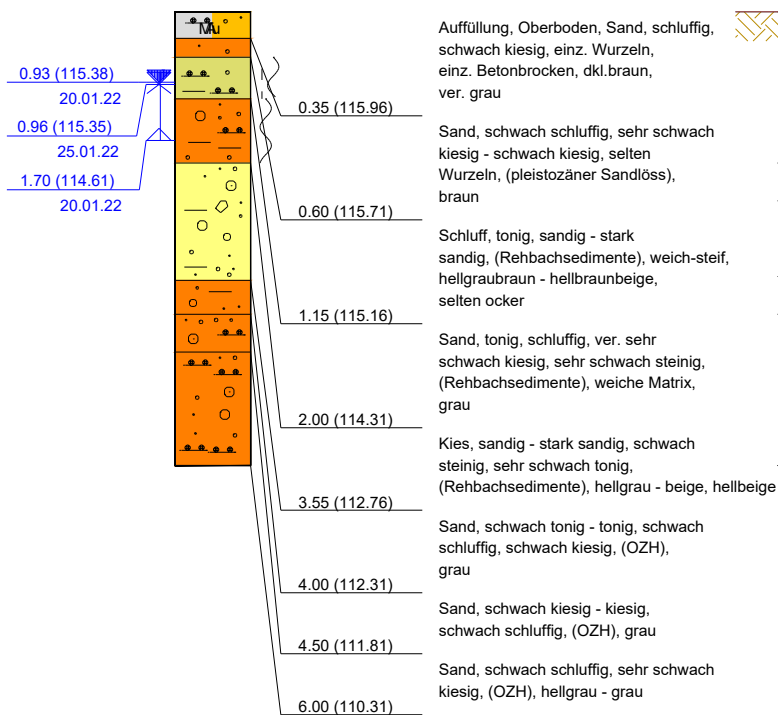 Auffüllung, Oberboden, Sand, schluffig,
schwach kiesig, einz. Wurzeln,
einz. Betonbrocken, dkl.braun,
ver. grau
0.35 (115.96)
Sand, schwach schluffig, sehr schwach
kiesig - schwach kiesig, selten
Wurzeln, (pleistozäner Sandlöss),
braun
0.60 (115.71)
Schluff, tonig, sandig - stark
sandig, (Rehbachsedimente), weich-steif,
hellgraubraun - hellbraunbeige,
selten ocker
1.15 (115.16)
Sand, tonig, schluffig, ver. sehr
schwach kiesig, sehr schwach steinig,
(Rehbachsedimente), weiche Matrix,
grau
2.00 (114.31)
Kies, sandig - stark sandig, schwach
steinig, sehr schwach tonig,
(Rehbachsedimente), hellgrau - beige, hellbeige
3.55 (112.76)
Sand, schwach tonig - tonig, schwach
schluffig, schwach kiesig, (OZH),
grau
4.00 (112.31)
Sand, schwach kiesig - kiesig,
schwach schluffig, (OZH), grau
4.50 (111.81)
Sand, schwach schluffig, sehr schwach
kiesig, (OZH), hellgrau - grau
6.00 (110.31)
0.93 (115.38)
20.01.22
0.96 (115.35)
25.01.22
1.70 (114.61)
20.01.22